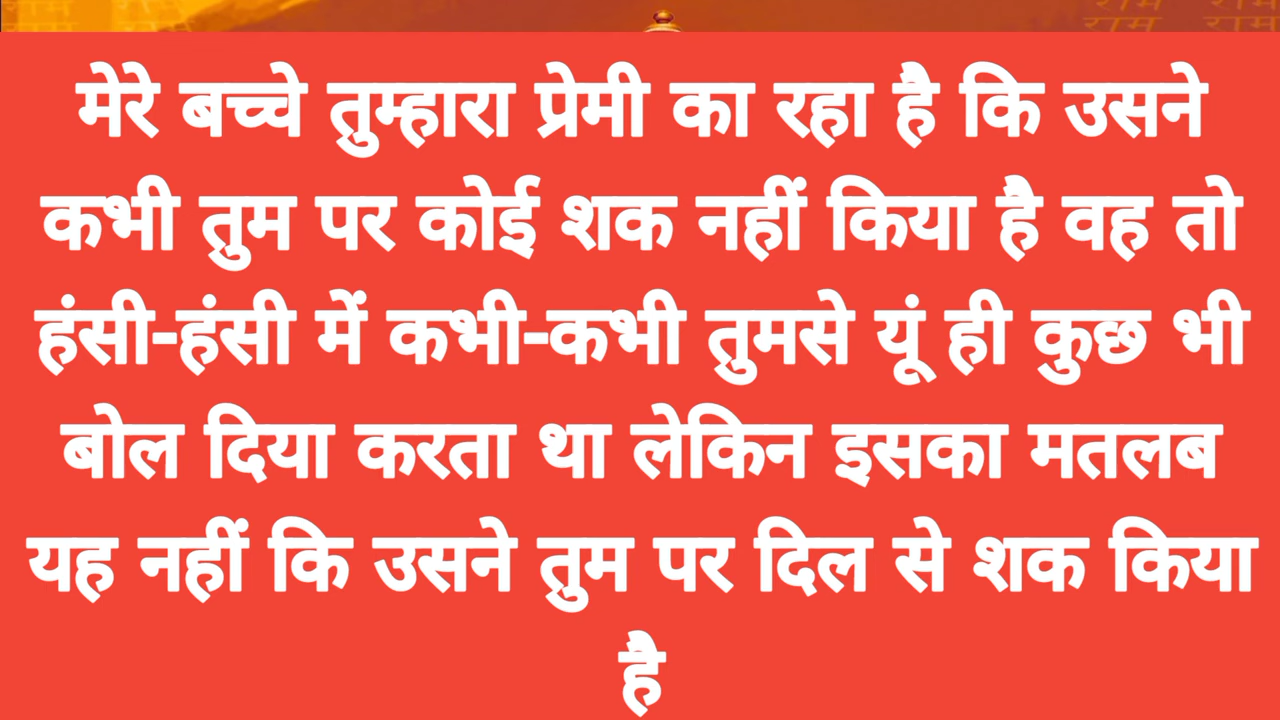 राम राम
राम राम
मेरे बच्चे तुम्हारा प्रेमी का रहा है कि उसने
कभी तुम पर कोई शक नहीं किया है वह तो
हंसी-हंसी में कभी-कभी तुमसे यूं ही कुछ भी
बोल दिया करता था लेकिन इसका मतलब
यह नहीं कि उसने तुम पर दिल से शक किया
है